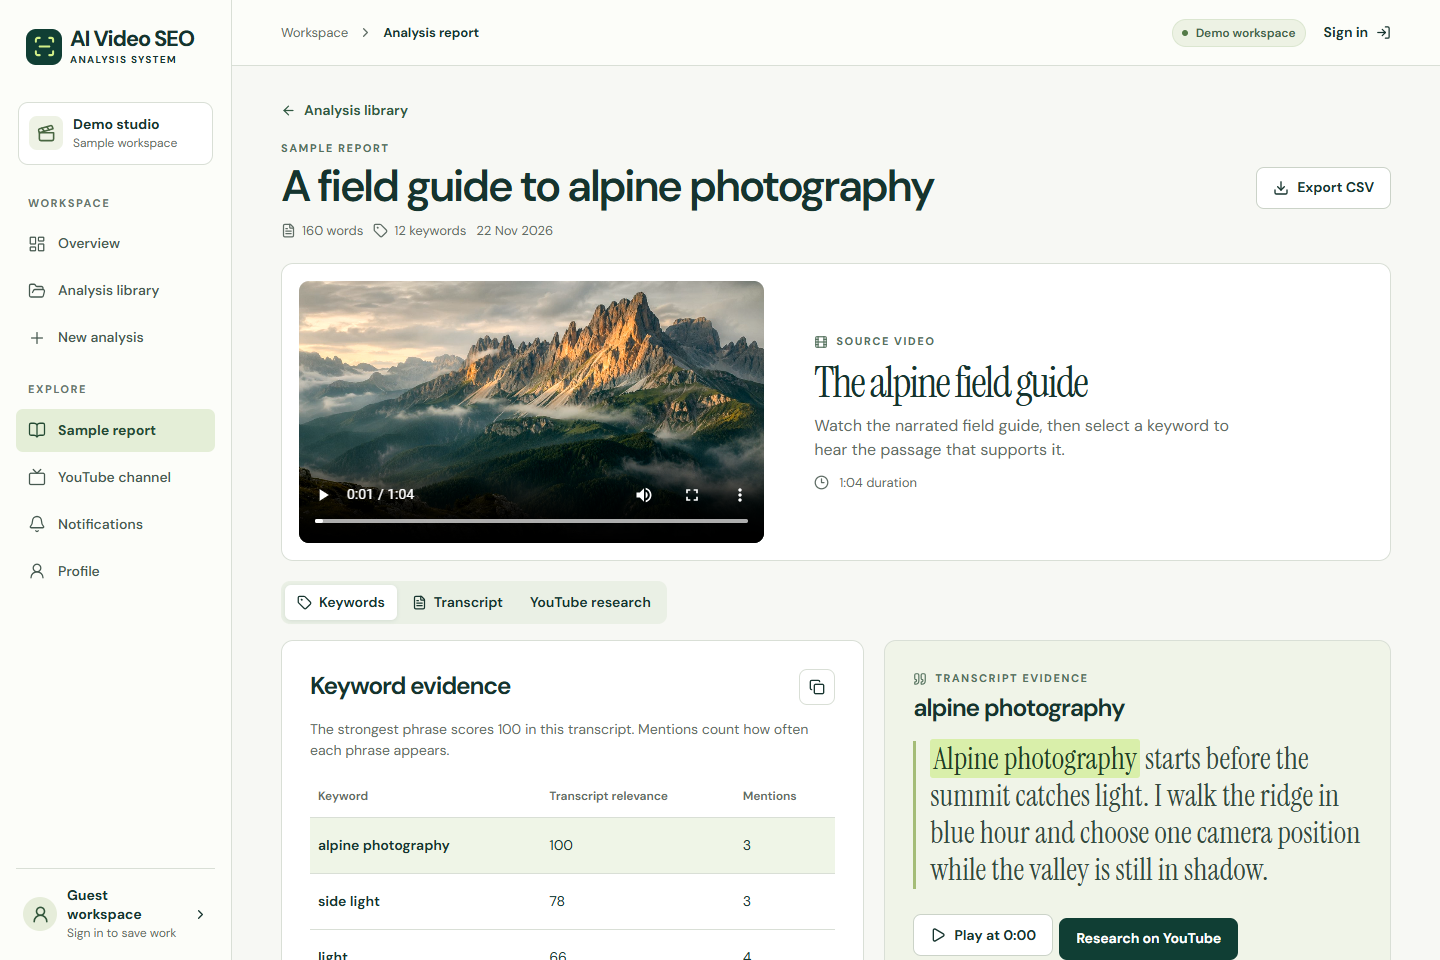 AI Video SEO
ANALYSIS SYSTEM
Demo studio
Sample workspace
WORKSPACE
Overview
Analysis library
New analysis
EXPLORE
Sample report
YouTube channel
Notifications
Profile
Guest
workspace
Sign in to save work
Workspace
Analysis report
Demo workspace
Sign in
Analysis library
SAMPLE REPORT
A field guide to alpine photography
Export CSV
160 words
12 keywords
22 Nov 2026
0:01 / 1:04
SOURCE VIDEO
The alpine field guide
Watch the narrated field guide, then select a keyword to
hear the passage that supports it.
1:04 duration
Keywords
Transcript
YouTube research
Keyword evidence
The strongest phrase scores 100 in this transcript. Mentions count how often
each phrase appears.
Keyword Transcript relevance Mentions
alpine photography 100 3
side light 78 3
light 66 4
TRANSCRIPT EVIDENCE
alpine photography
Alpine photography starts before the
summit catches light. I walk the ridge in
blue hour and choose one camera position
while the valley is still in shadow.
Play at 0:00
Research on YouTube